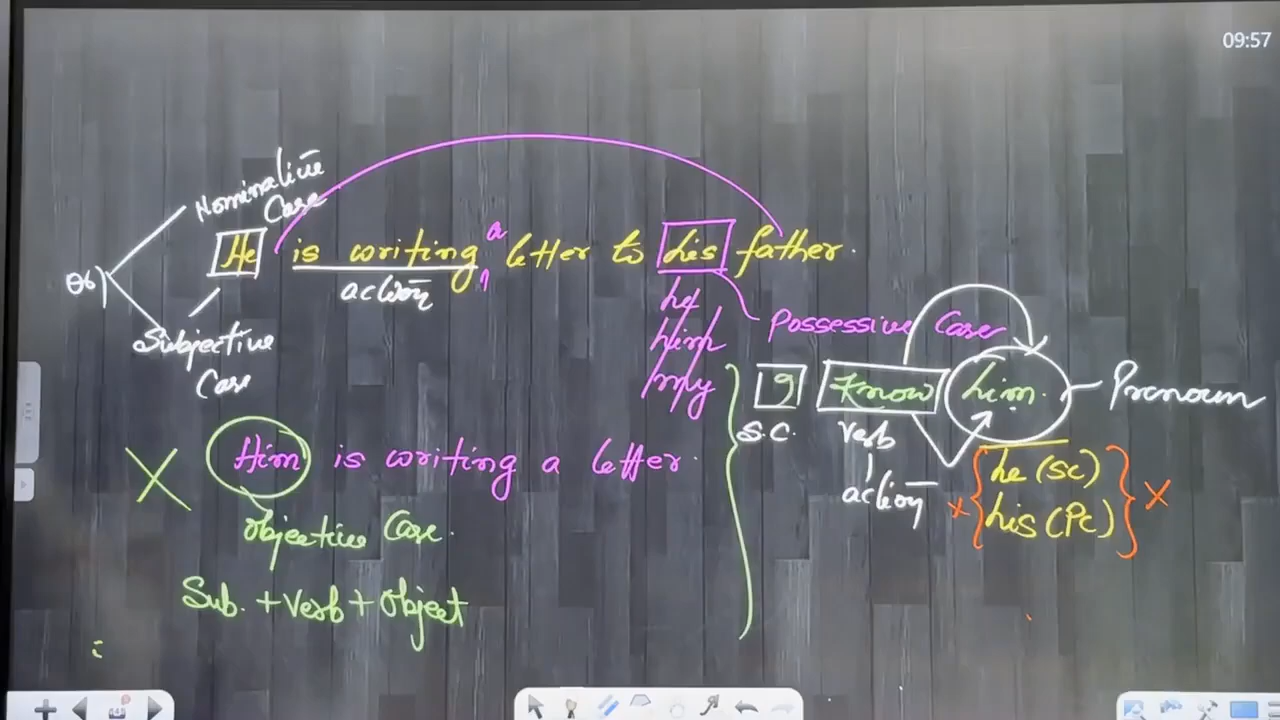 09:57
Nominative
Case
He is writing a letter to his father.
action
Subjective
Case
he
him
my
Possessive Case
I know him. Pronoun
S.C. Verb
action
he (SC)
his (PC)
X Him is writing a letter.
objective Case.
Sub. + Verb + object